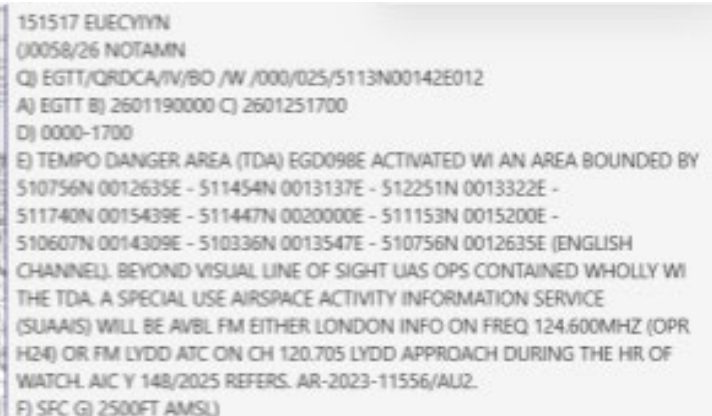 151517 EUECYIYN
(J0058/26 NOTAMN
Q) EGTT/QRDCA/IV/BO /W /000/025/5113N00142E012
A) EGTT B) 2601190000 C) 2601251700
D) 0000-1700
E) TEMPO DANGER AREA (TDA) EGD098E ACTIVATED WI AN AREA BOUNDED BY
510756N 0012635E - 511454N 0013137E - 512251N 0013322E -
511740N 0015439E - 511447N 0020000E - 511153N 0015200E -
510607N 0014309E - 510336N 0013547E - 510756N 0012635E (ENGLISH
CHANNEL). BEYOND VISUAL LINE OF SIGHT UAS OPS CONTAINED WHOLLY WI
THE TDA. A SPECIAL USE AIRSPACE ACTIVITY INFORMATION SERVICE
(SUAAIS) WILL BE AVBL FM EITHER LONDON INFO ON FREQ 124.600MHZ (OPR
H24) OR FM LYDD ATC ON CH 120.705 LYDD APPROACH DURING THE HR OF
WATCH. AIC Y 148/2025 REFERS. AR-2023-11556/AU2.
F) SFC G) 2500FT AMSL)